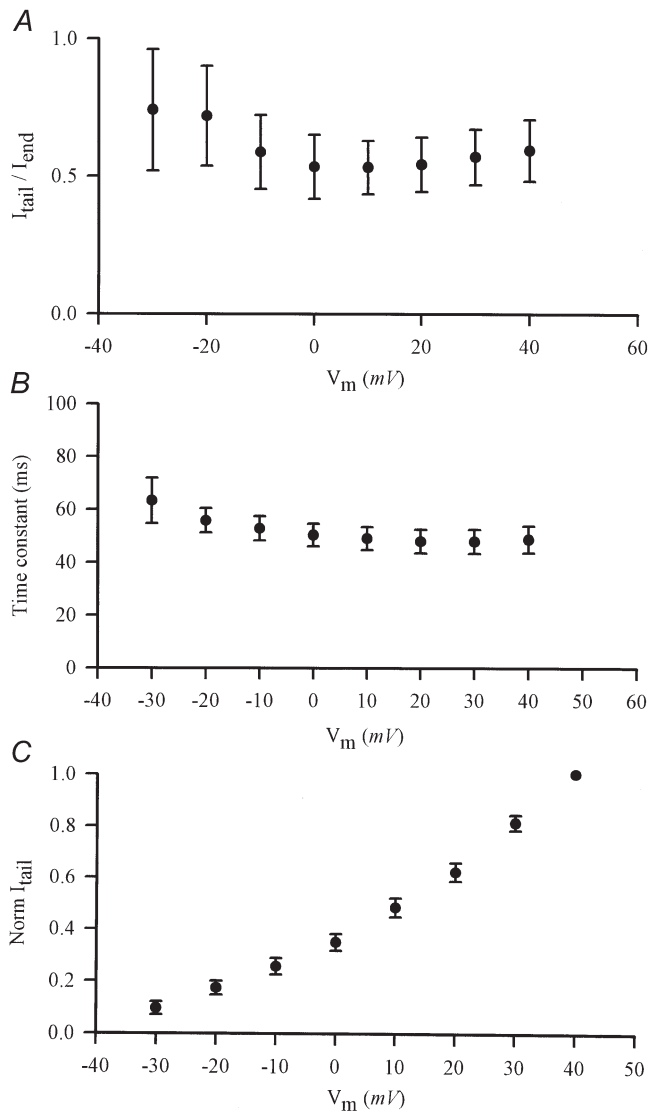 A
1.0
0.5
0.0
I_tail / I_end
-40 -20 0 20 40 60
V_m (mV)
B
100
80
60
40
20
0
Time constant (ms)
-40 -30 -20 -10 0 10 20 30 40 50 60
V_m (mV)
C
1.0
0.8
0.6
0.4
0.2
0.0
Norm I_tail
-40 -30 -20 -10 0 10 20 30 40 50
V_m (mV)